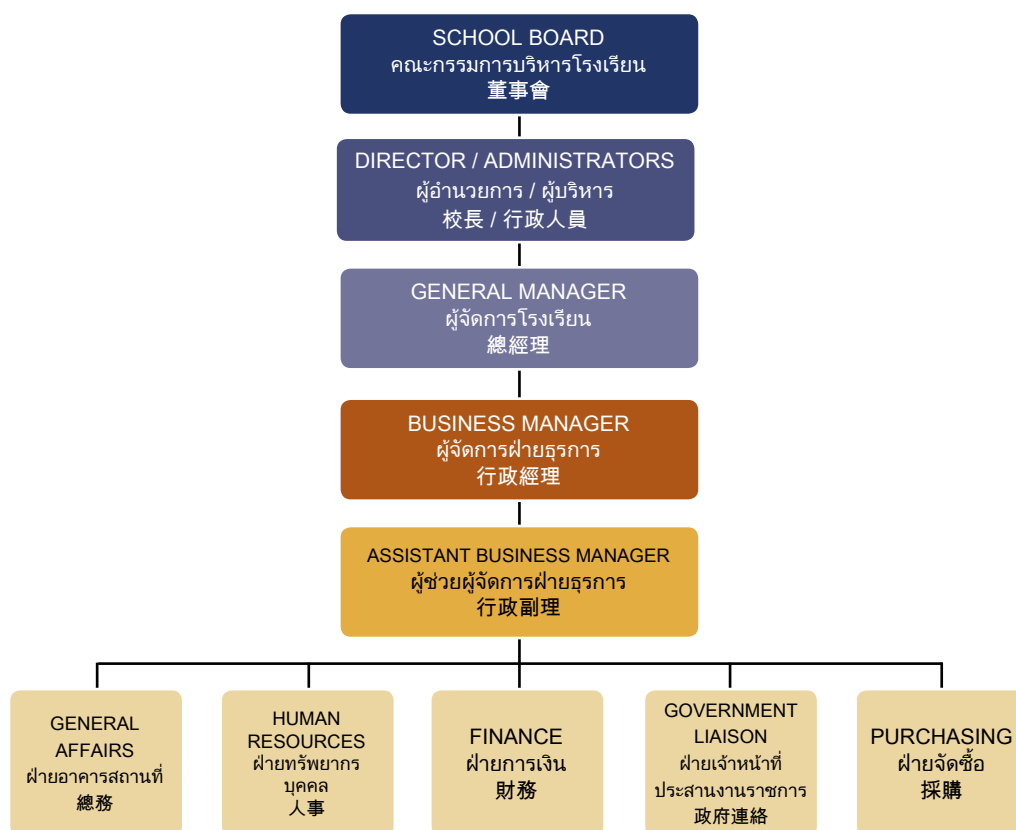 SCHOOL BOARD
คณะกรรมการบริหารโรงเรียน
董事會
DIRECTOR / ADMINISTRATORS
ผู้อำนวยการ / ผู้บริหาร
校長 / 行政人員
GENERAL MANAGER
ผู้จัดการโรงเรียน
總經理
BUSINESS MANAGER
ผู้จัดการฝ่ายธุรการ
行政經理
ASSISTANT BUSINESS MANAGER
ผู้ช่วยผู้จัดการฝ่ายธุรการ
行政副理
GENERAL
AFFAIRS
ฝ่ายอาคารสถานที่
總務
HUMAN
RESOURCES
ฝ่ายทรัพยากร
บุคคล
人事
FINANCE
ฝ่ายการเงิน
財務
GOVERNMENT
LIAISON
ฝ่ายเจ้าหน้าที่
ประสานงานราชการ
政府連絡
PURCHASING
ฝ่ายจัดซื้อ
採購